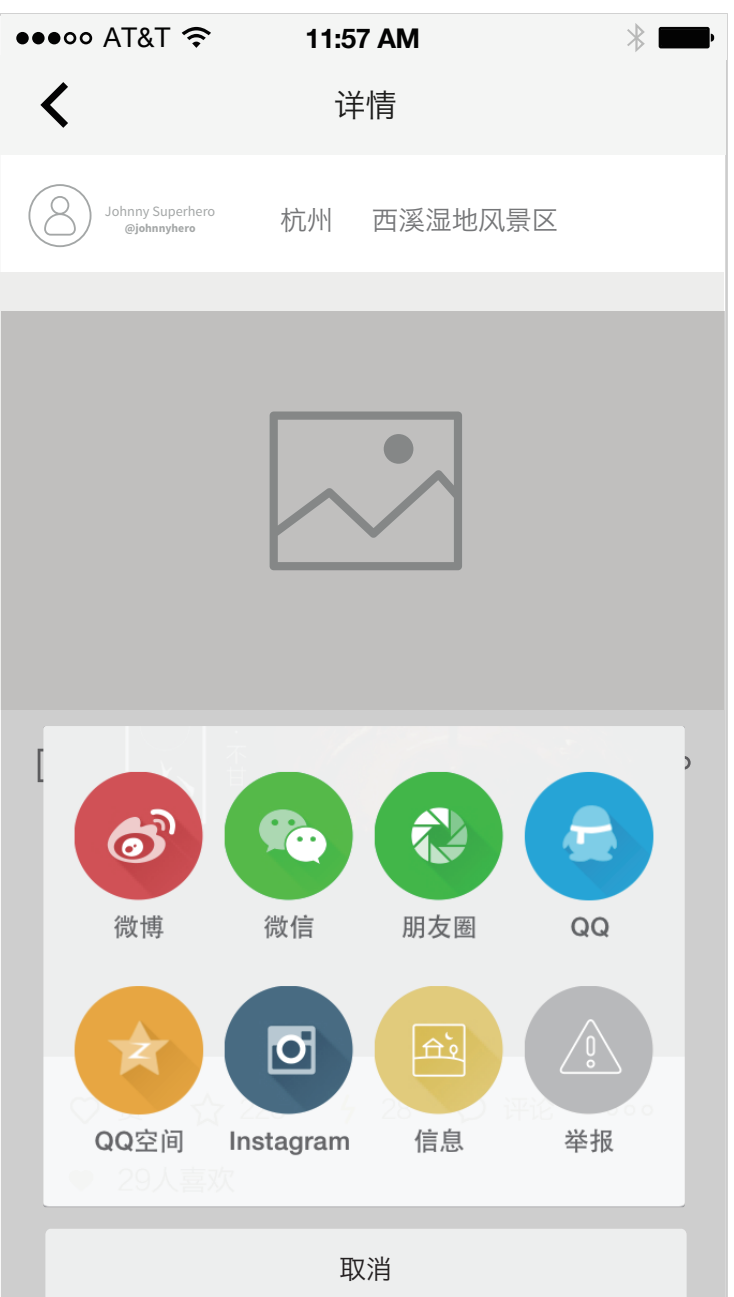 AT&T 11:57 AM
详情
Johnny Superhero
@johnnyhero
杭州 西溪湿地风景区
微博 微信 朋友圈 QQ
QQ空间 Instagram 信息 举报
29人喜欢
取消